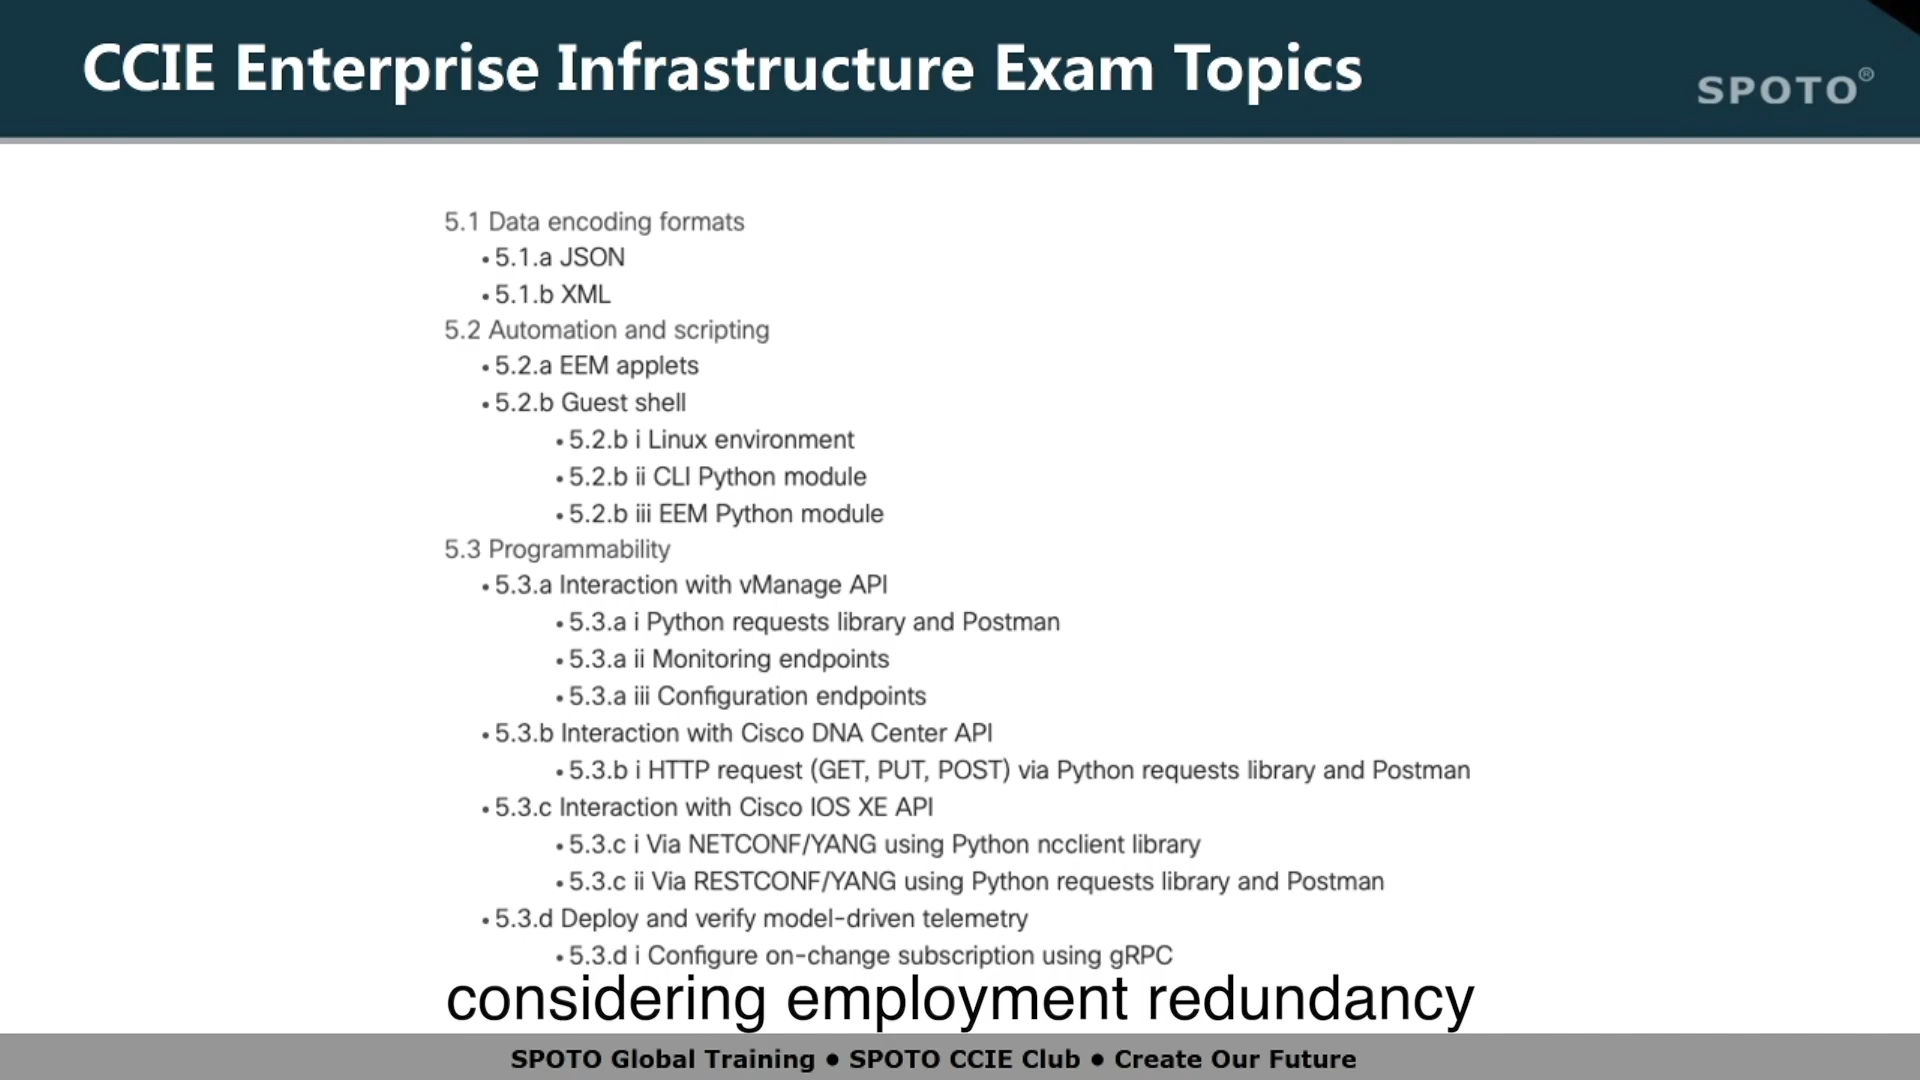 CCIE Enterprise Infrastructure Exam Topics
SPOTO®
5.1 Data encoding formats
• 5.1.a JSON
• 5.1.b XML
5.2 Automation and scripting
• 5.2.a EEM applets
• 5.2.b Guest shell
• 5.2.b i Linux environment
• 5.2.b ii CLI Python module
• 5.2.b iii EEM Python module
5.3 Programmability
• 5.3.a Interaction with vManage API
• 5.3.a i Python requests library and Postman
• 5.3.a ii Monitoring endpoints
• 5.3.a iii Configuration endpoints
• 5.3.b Interaction with Cisco DNA Center API
• 5.3.b i HTTP request (GET, PUT, POST) via Python requests library and Postman
• 5.3.c Interaction with Cisco IOS XE API
• 5.3.c i Via NETCONF/YANG using Python ncclient library
• 5.3.c ii Via RESTCONF/YANG using Python requests library and Postman
• 5.3.d Deploy and verify model-driven telemetry
• 5.3.d i Configure on-change subscription using gRPC
considering employment redundancy
SPOTO Global Training ● SPOTO CCIE Club ● Create Our Future